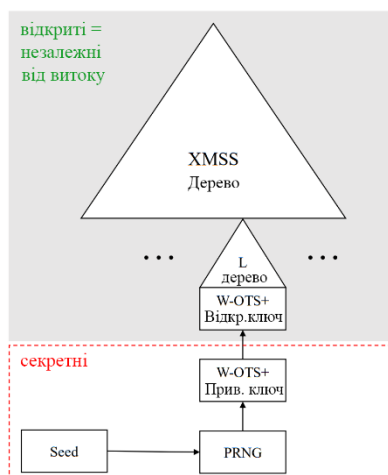 відкриті =
незалежні
від витоку
XMSS
Дерево
• • •
L
дерево
• • •
W-OTS+
Відкр.ключ
секретні
W-OTS+
Прив. ключ
Seed
PRNG